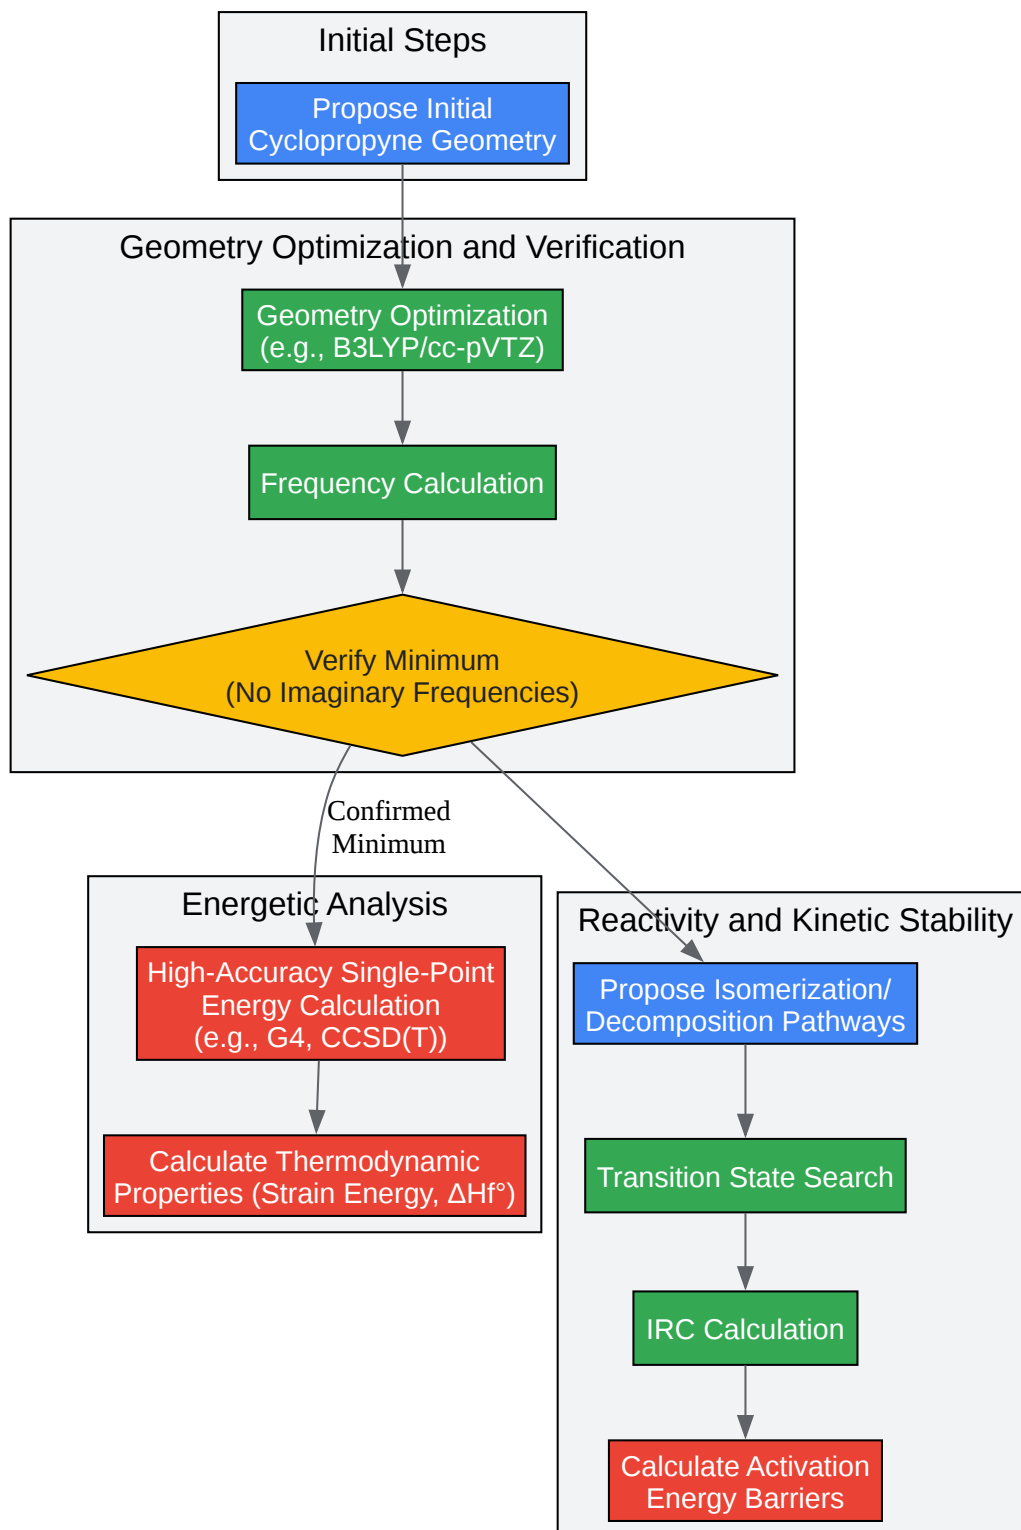 Initial Steps
Propose Initial
Cyclopropyne Geometry
Geometry Optimization and Verification
Geometry Optimization
(e.g., B3LYP/cc-pVTZ)
Frequency Calculation
Verify Minimum
(No Imaginary Frequencies)
Confirmed
Minimum
Energetic Analysis
High-Accuracy Single-Point
Energy Calculation
(e.g., G4, CCSD(T))
Calculate Thermodynamic
Properties (Strain Energy, ΔHf°)
Reactivity and Kinetic Stability
Propose Isomerization/
Decomposition Pathways
Transition State Search
IRC Calculation
Calculate Activation
Energy Barriers